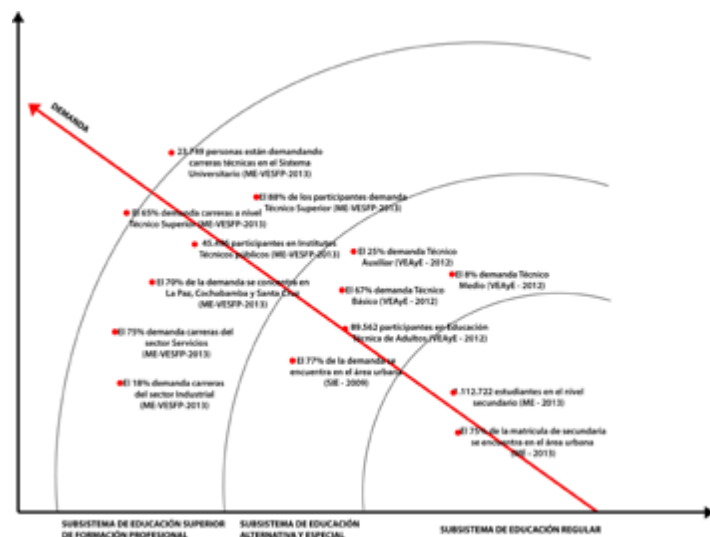 DEMANDA
23.749 personas están demandando
carreras técnicas en el Sistema
Universitario (ME-VESFP-2013)
El 88% de los participantes demanda
Técnico Superior (ME-VESFP-2013)
El 65% demanda carreras a nivel
Técnico Superior (ME-VESFP-2013)
participantes en Institutos
Técnicos públicos (ME-VESFP-2013)
El 25% demanda Técnico
Auxiliar (VEAyE - 2012)
El 8% demanda Técnico
Medio (VEAyE - 2012)
El 70% de la demanda se concentra en
La Paz, Cochabamba y Santa Cruz
(ME-VESFP-2013)
El 67% demanda Técnico
Básico (VEAyE - 2012)
El 75% demanda carreras del
sector Servicios
(ME-VESFP-2013)
89.562 participantes en Educación
Técnica de Adultos (VEAyE - 2012)
El 77% de la demanda se
encuentra en el área urbana
(SIE - 2009)
El 18% demanda carreras
del sector Industrial
(ME-VESFP-2013)
1.112.722 estudiantes en el nivel
secundario (ME - 2013)
El 75% de la matrícula de secundaria
se encuentra en el área urbana
(ME - 2013)
SUBSISTEMA DE EDUCACIÓN SUPERIOR
DE FORMACIÓN PROFESIONAL
SUBSISTEMA DE EDUCACIÓN
ALTERNATIVA Y ESPECIAL
SUBSISTEMA DE EDUCACIÓN REGULAR